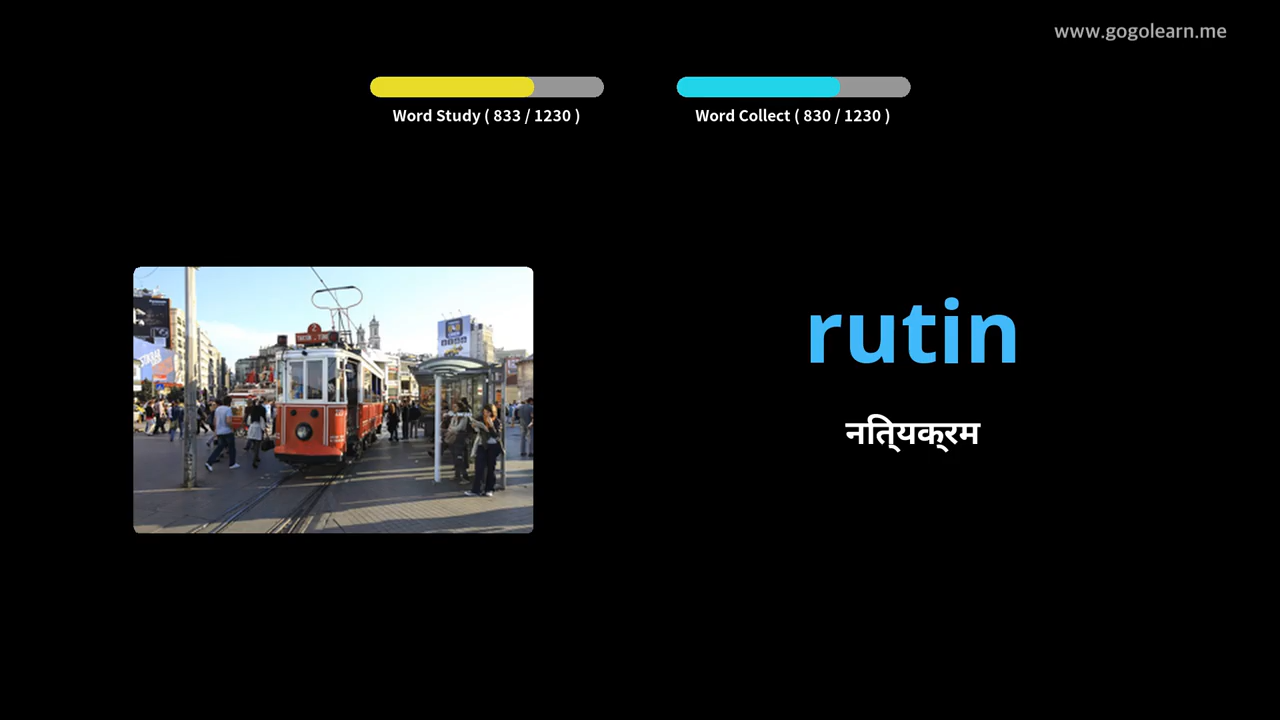 www.gogolearn.me
Word Study ( 833 / 1230 )
Word Collect ( 830 / 1230 )
rutin
नित्यक्रम